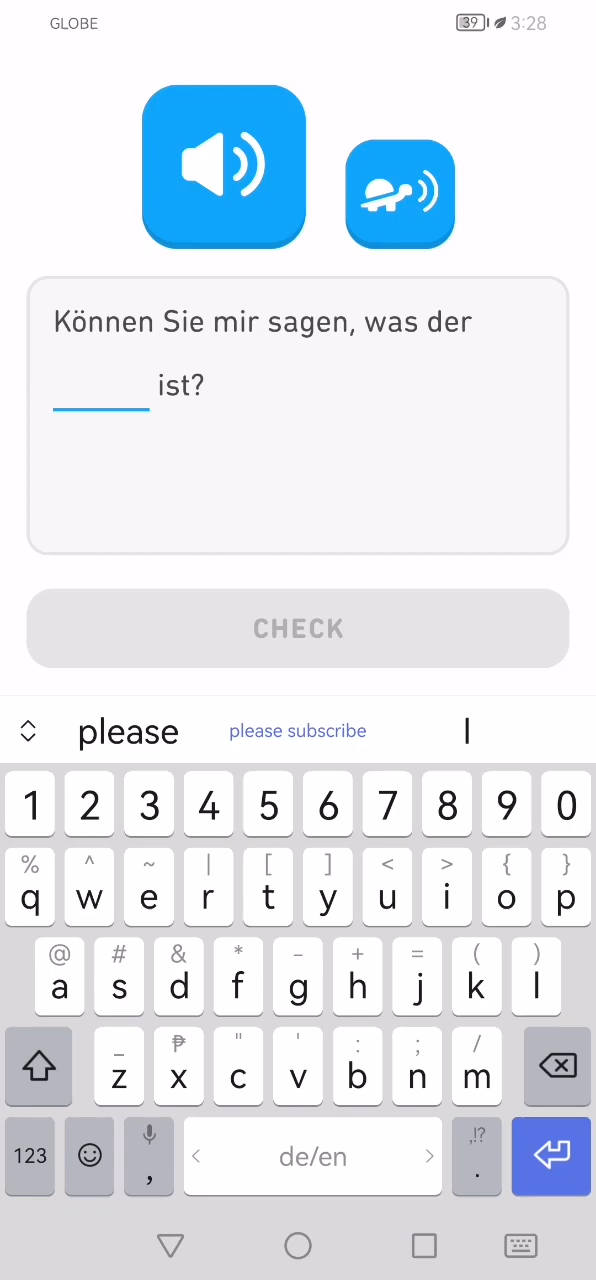 GLOBE
39
3:28
Können Sie mir sagen, was der
ist?
CHECK
please
please subscribe
I
1 2 3 4 5 6 7 8 9 0
% ^ ~ | [ ] < > { }
q w e r t y u i o p
@ # & * - + = ( )
a s d f g h j k l
_ ₱ " ' : ; /
z x c v b n m
,!?
123 , < de/en > .